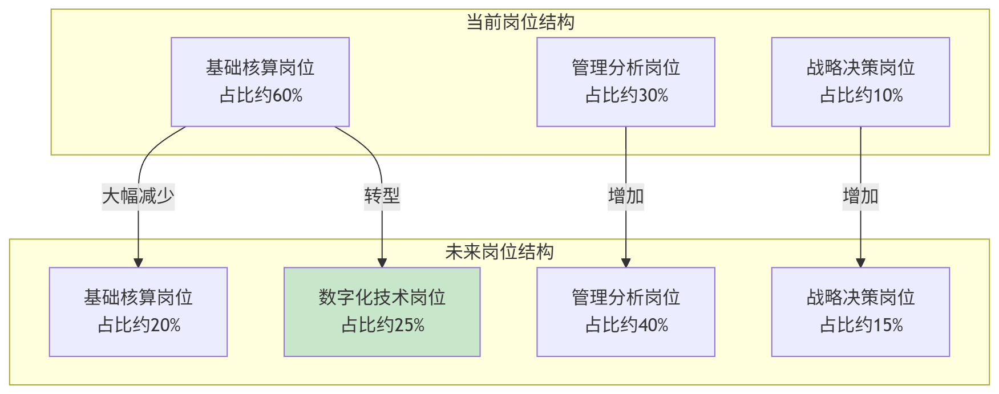 当前岗位结构
基础核算岗位
占比约60%
管理分析岗位
占比约30%
战略决策岗位
占比约10%
大幅减少
转型
增加
增加
未来岗位结构
基础核算岗位
占比约20%
数字化技术岗位
占比约25%
管理分析岗位
占比约40%
战略决策岗位
占比约15%